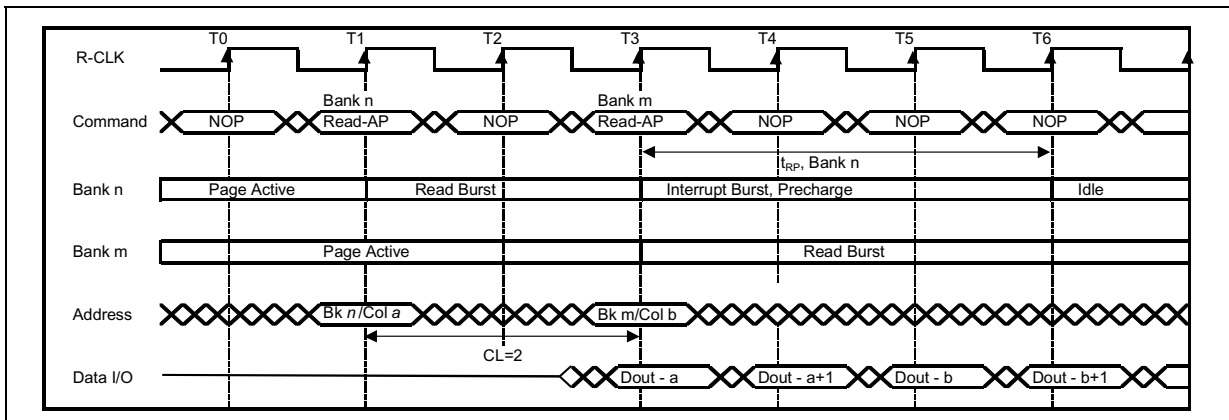 T0 T1 T2 T3 T4 T5 T6
R-CLK
Bank n Bank m
Command NOP Read-AP NOP Read-AP NOP NOP NOP
tRP, Bank n
Bank n Page Active Read Burst Interrupt Burst, Precharge Idle
Bank m Page Active Read Burst
Address Bk n/Col a Bk m/Col b
CL=2
Data I/O Dout - a Dout - a+1 Dout - b Dout - b+1